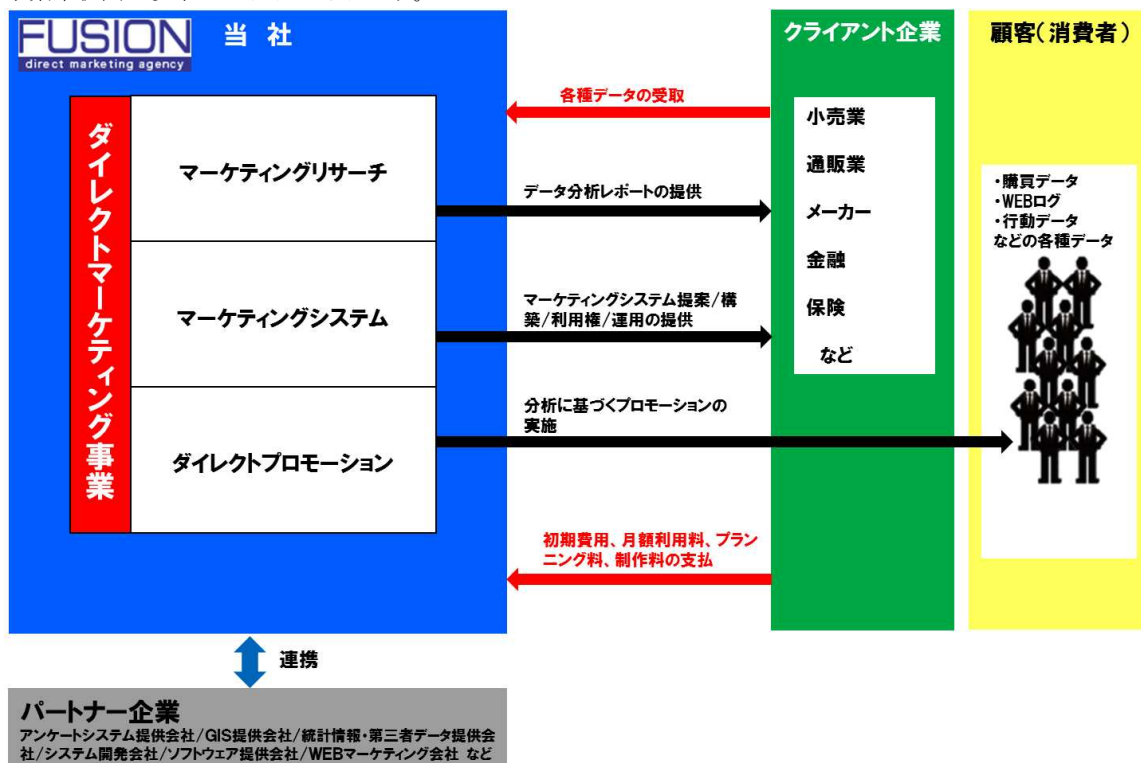 FUSION
direct marketing agency
当 社
クライアント企業
顧客(消費者)
ダイレクトマーケティング事業
マーケティングリサーチ
マーケティングシステム
ダイレクトプロモーション
各種データの受取
データ分析レポートの提供
マーケティングシステム提案/構
築/利用権/運用の提供
分析に基づくプロモーションの
実施
初期費用、月額利用料、プラン
ニング料、制作料の支払
小売業
通販業
メーカー
金融
保険
など
・購買データ
・WEBログ
・行動データ
などの各種データ
連携
パートナー企業
アンケートシステム提供会社/GIS提供会社/統計情報・第三者データ提供会
社/システム開発会社/ソフトウェア提供会社/WEBマーケティング会社 など